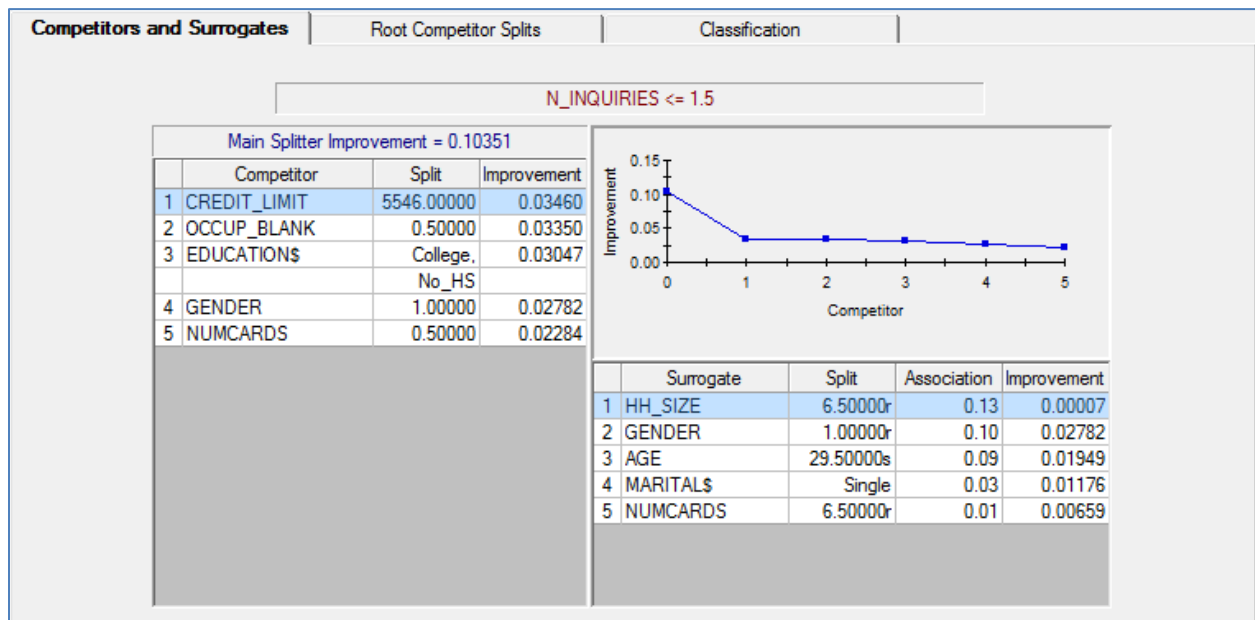 Competitors and Surrogates Root Competitor Splits Classification
N_INQUIRIES <= 1.5
Main Splitter Improvement = 0.10351
Competitor Split Improvement
1 CREDIT_LIMIT 5546.00000 0.03460
2 OCCUP_BLANK 0.50000 0.03350
3 EDUCATION$ College, 0.03047
No_HS
4 GENDER 1.00000 0.02782
5 NUMCARDS 0.50000 0.02284
Improvement
0.15
0.10
0.05
0.00
0 1 2 3 4 5
Competitor
Surrogate Split Association Improvement
1 HH_SIZE 6.50000r 0.13 0.00007
2 GENDER 1.00000r 0.10 0.02782
3 AGE 29.50000s 0.09 0.01949
4 MARITAL$ Single 0.03 0.01176
5 NUMCARDS 6.50000r 0.01 0.00659